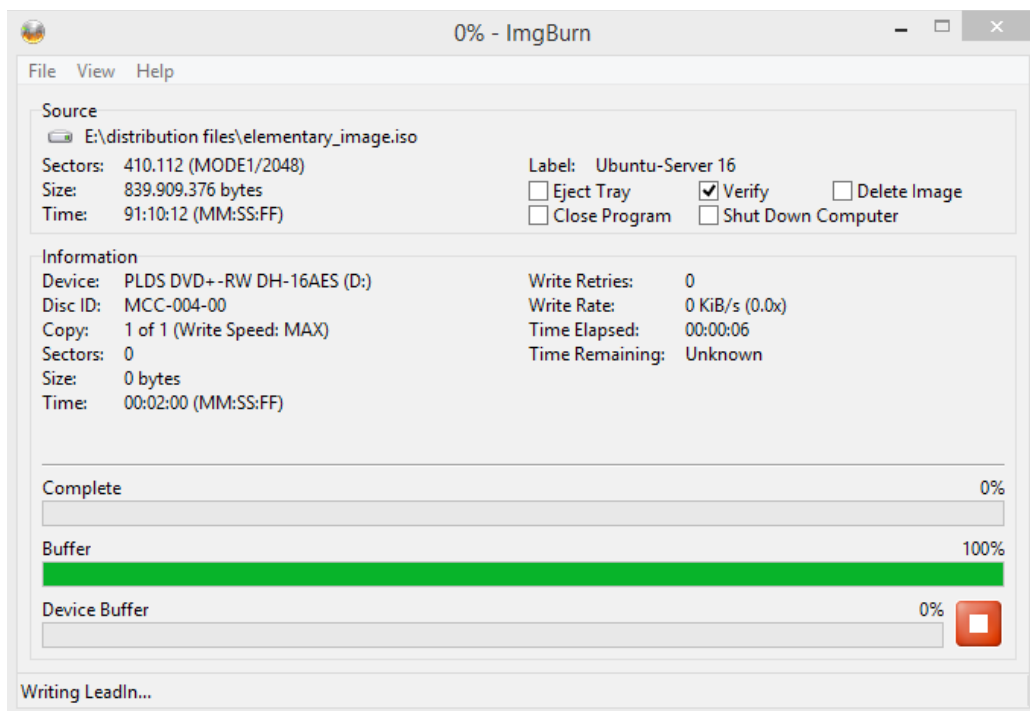 0% - ImgBurn
File View Help
Source
E:\distribution files\elementary_image.iso
Sectors: 410.112 (MODE1/2048) Label: Ubuntu-Server 16
Size: 839.909.376 bytes Eject Tray Verify Delete Image
Time: 91:10:12 (MM:SS:FF) Close Program Shut Down Computer
Information
Device: PLDS DVD+-RW DH-16AES (D:) Write Retries: 0
Disc ID: MCC-004-00 Write Rate: 0 KiB/s (0.0x)
Copy: 1 of 1 (Write Speed: MAX) Time Elapsed: 00:00:06
Sectors: 0 Time Remaining: Unknown
Size: 0 bytes
Time: 00:02:00 (MM:SS:FF)
Complete 0%
Buffer 100%
Device Buffer 0%
Writing LeadIn...